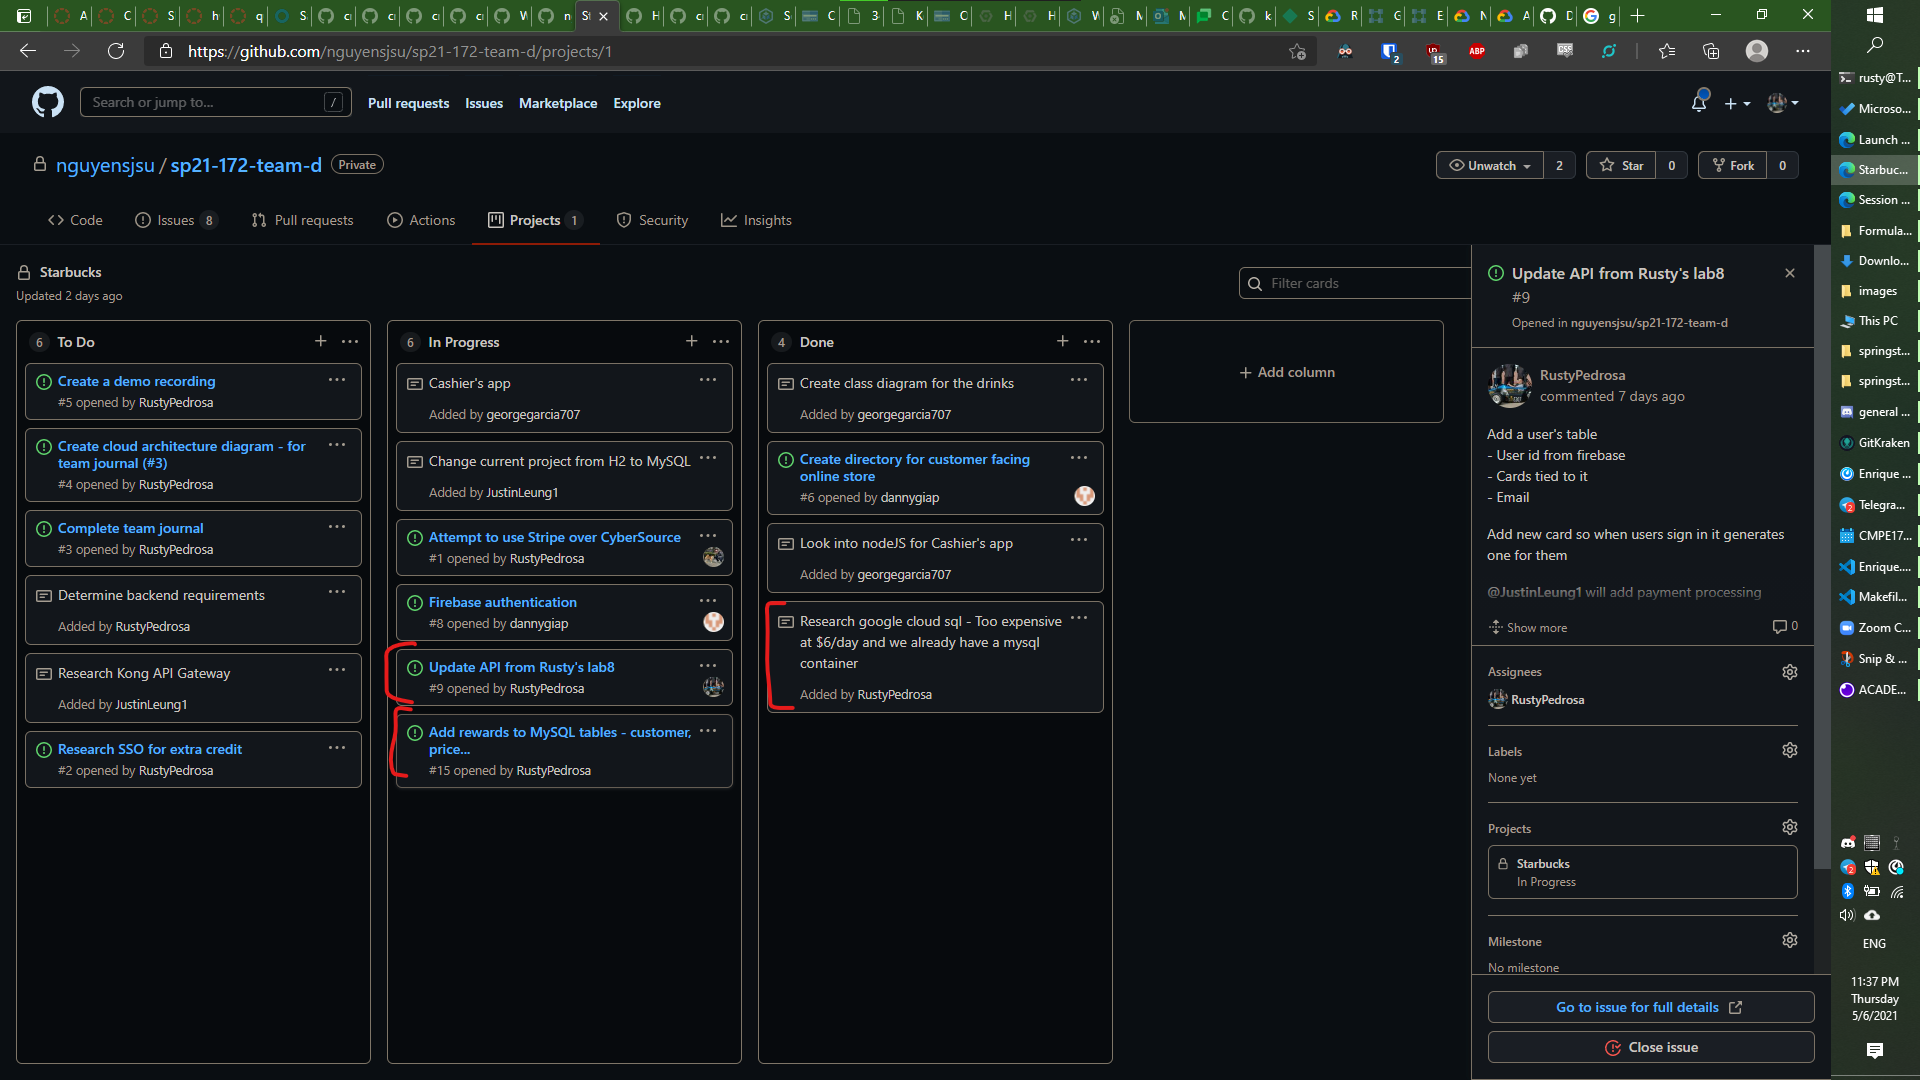 https://github.com/nguyensjsu/sp21-172-team-d/projects/1
2
15
ABP
Search or jump to...
/
Pull requests
Issues
Marketplace
Explore
nguyensjsu / sp21-172-team-d
Private
Unwatch
2
Star
0
Fork
0
Code
Issues 8
Pull requests
Actions
Projects 1
Security
Insights
Starbucks
Updated 2 days ago
Filter cards
6 To Do
Create a demo recording
#5 opened by RustyPedrosa
Create cloud architecture diagram - for
team journal (#3)
#4 opened by RustyPedrosa
Complete team journal
#3 opened by RustyPedrosa
Determine backend requirements
Added by RustyPedrosa
Research Kong API Gateway
Added by JustinLeung1
Research SSO for extra credit
#2 opened by RustyPedrosa
6 In Progress
Cashier's app
Added by georgegarcia707
Change current project from H2 to MySQL
Added by JustinLeung1
Attempt to use Stripe over CyberSource
#1 opened by RustyPedrosa
Firebase authentication
#8 opened by dannygiap
Update API from Rusty's lab8
#9 opened by RustyPedrosa
Add rewards to MySQL tables - customer,
price...
#15 opened by RustyPedrosa
4 Done
Create class diagram for the drinks
Added by georgegarcia707
Create directory for customer facing
online store
#6 opened by dannygiap
Look into nodeJS for Cashier's app
Added by georgegarcia707
Research google cloud sql - Too expensive
at $6/day and we already have a mysql
container
Added by RustyPedrosa
+ Add column
Update API from Rusty's lab8
#9
Opened in nguyensjsu/sp21-172-team-d
RustyPedrosa
commented 7 days ago
Add a user's table
- User id from firebase
- Cards tied to it
- Email
Add new card so when users sign in it generates
one for them
@JustinLeung1 will add payment processing
Show more
0
Assignees
RustyPedrosa
Labels
None yet
Projects
Starbucks
In Progress
Milestone
No milestone
Go to issue for full details
Close issue
rusty@T...
Microso...
Launch ...
Starbuc...
Session ...
Formula...
Downlo...
images
This PC
springst...
springst...
general ...
GitKraken
Enrique ...
Telegra...
CMPE17...
Enrique....
Makefil...
Zoom C...
Snip & ...
ACADE...
ENG
11:37 PM
Thursday
5/6/2021